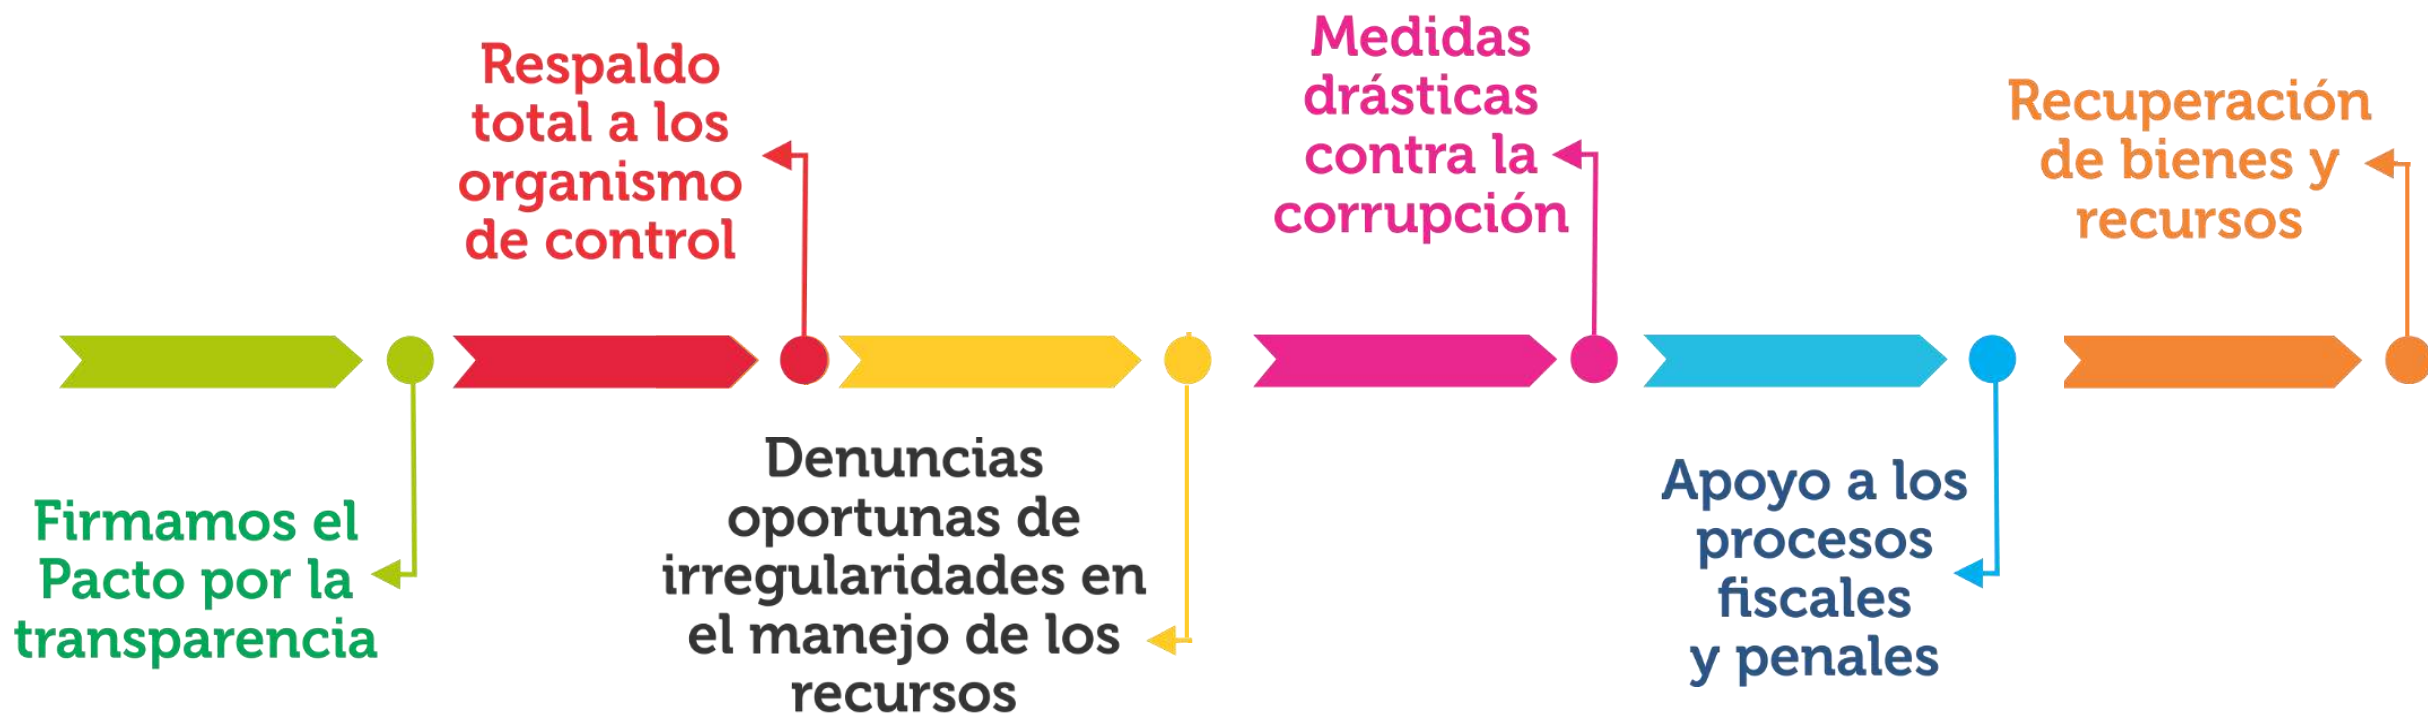 Firmamos el
Pacto por la
transparencia
Respaldo
total a los
organismo
de control
Denuncias
oportunas de
irregularidades en
el manejo de los
recursos
Medidas
drásticas
contra la
corrupción
Apoyo a los
procesos
fiscales
y penales
Recuperación
de bienes y
recursos